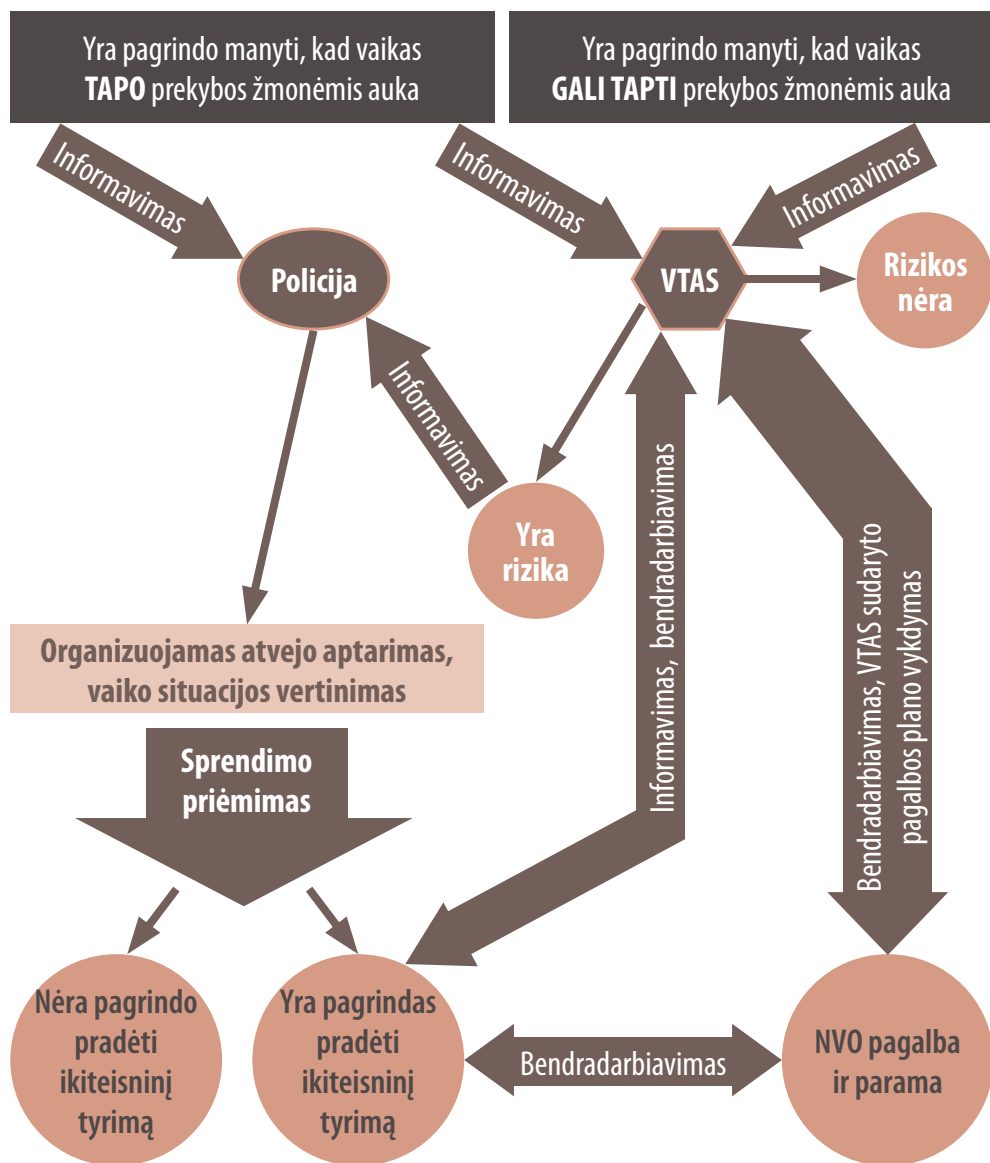 Yra pagrindo manyti, kad vaikas
TAPO prekybos žmonėmis auka
Yra pagrindo manyti, kad vaikas
GALI TAPTI prekybos žmonėmis auka
Informavimas
Informavimas
Informavimas
Policija
VTAS
Rizikos
nėra
Informavimas
Yra
rizika
Informavimas, bendradarbiavimas
Bendradarbiavimas, VTAS sudaryto
pagalbos plano vykdymas
Organizuojamas atvejo aptarimas,
vaiko situacijos vertinimas
Sprendimo
priėmimas
Nėra pagrindo
pradėti
ikiteisninį
tyrimą
Yra pagrindas
pradėti
ikiteisninį
tyrimą
Bendradarbiavimas
NVO pagalba
ir parama